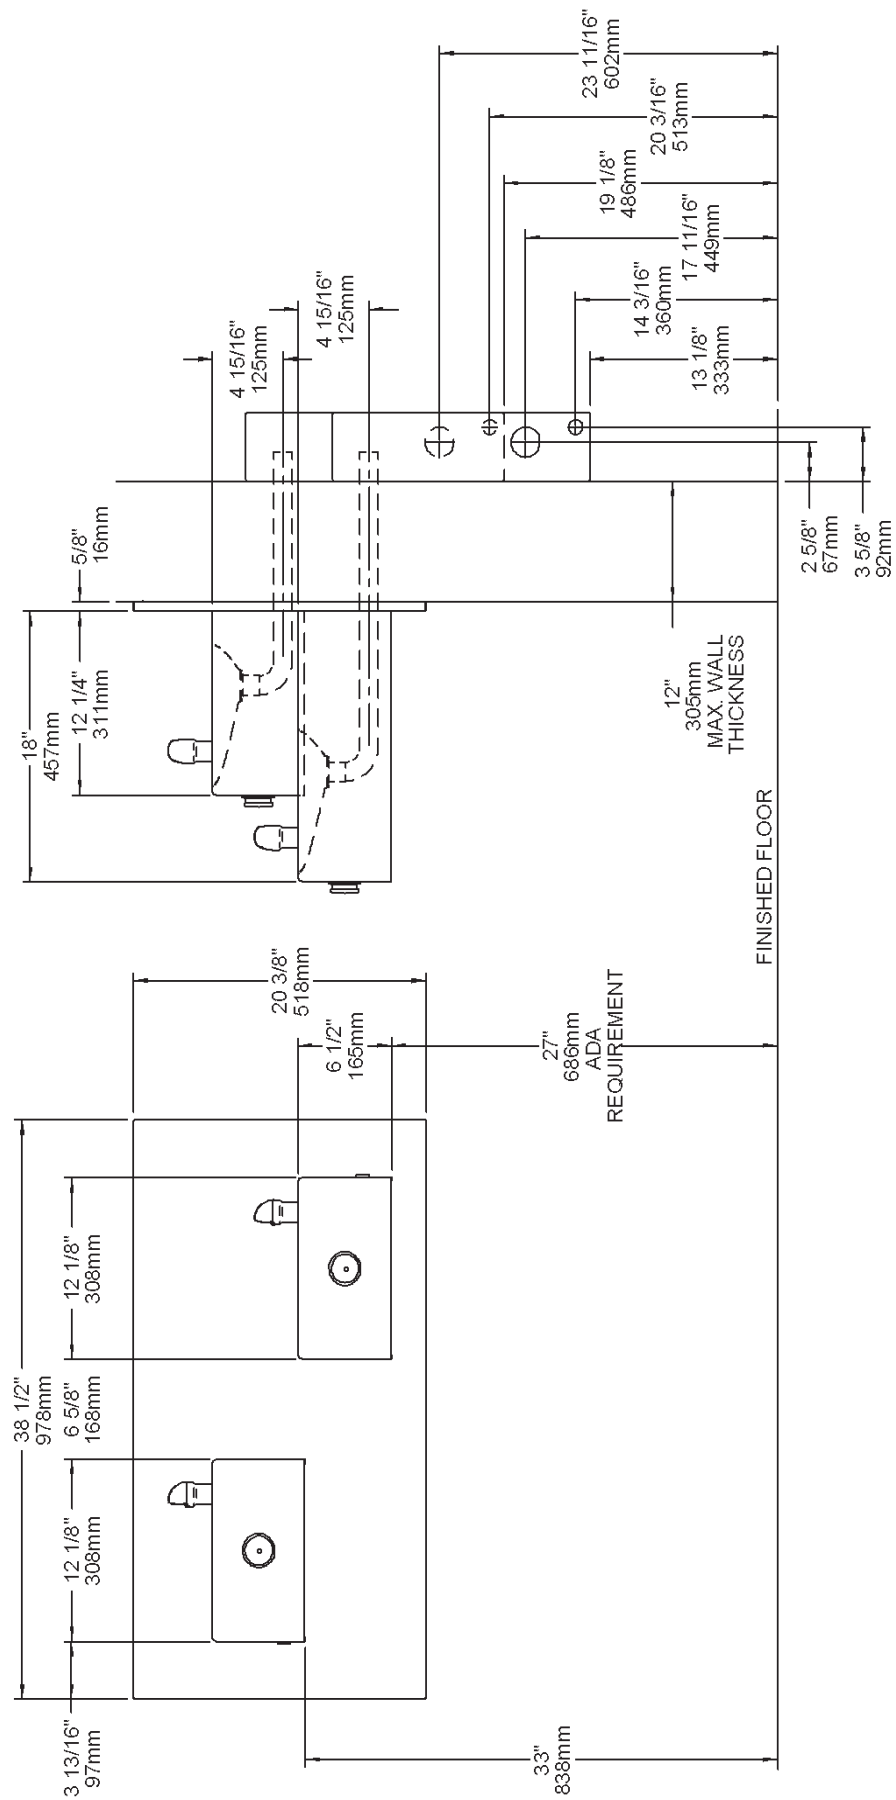 3 13/16"
97mm
12 1/8"
308mm
38 1/2"
978mm
6 5/8"
168mm
12 1/8"
308mm
33"
838mm
20 3/8"
518mm
6 1/2"
165mm
27"
686mm
ADA
REQUIREMENT
FINISHED FLOOR
18"
457mm
12 1/4"
311mm
5/8"
16mm
12"
305mm
MAX. WALL
THICKNESS
4 15/16"
125mm
4 15/16"
125mm
2 5/8"
67mm
3 5/8"
92mm
13 1/8"
333mm
14 3/16"
360mm
17 11/16"
449mm
19 1/8"
486mm
20 3/16"
513mm
23 11/16"
602mm